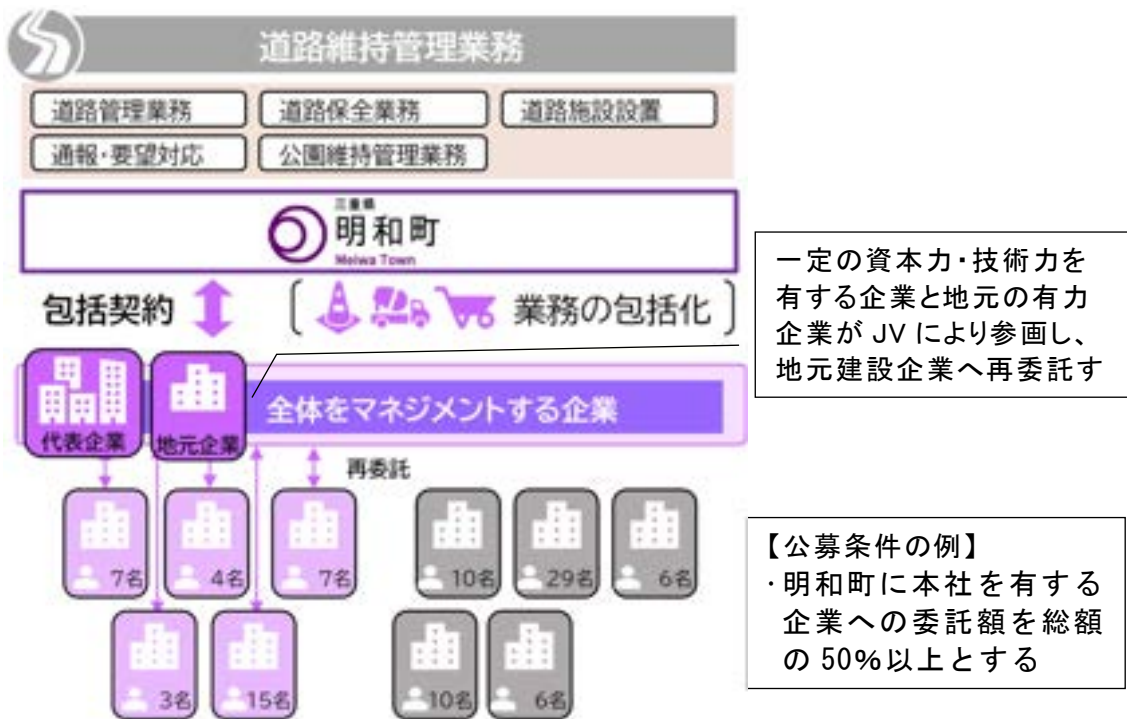 道路維持管理業務
道路管理業務
道路保全業務
道路施設設置
通報・要望対応
公園維持管理業務
三重県
明和町
Meiwa Town
包括契約
業務の包括化
一定の資本力・技術力を
有する企業と地元の有力
企業が JV により参画し、
地元建設企業へ再委託す
代表企業
地元企業
全体をマネジメントする企業
再委託
7名
4名
7名
10名
29名
6名
3名
15名
10名
6名
【公募条件の例】
・明和町に本社を有する
企業への委託額を総額
の 50%以上とする